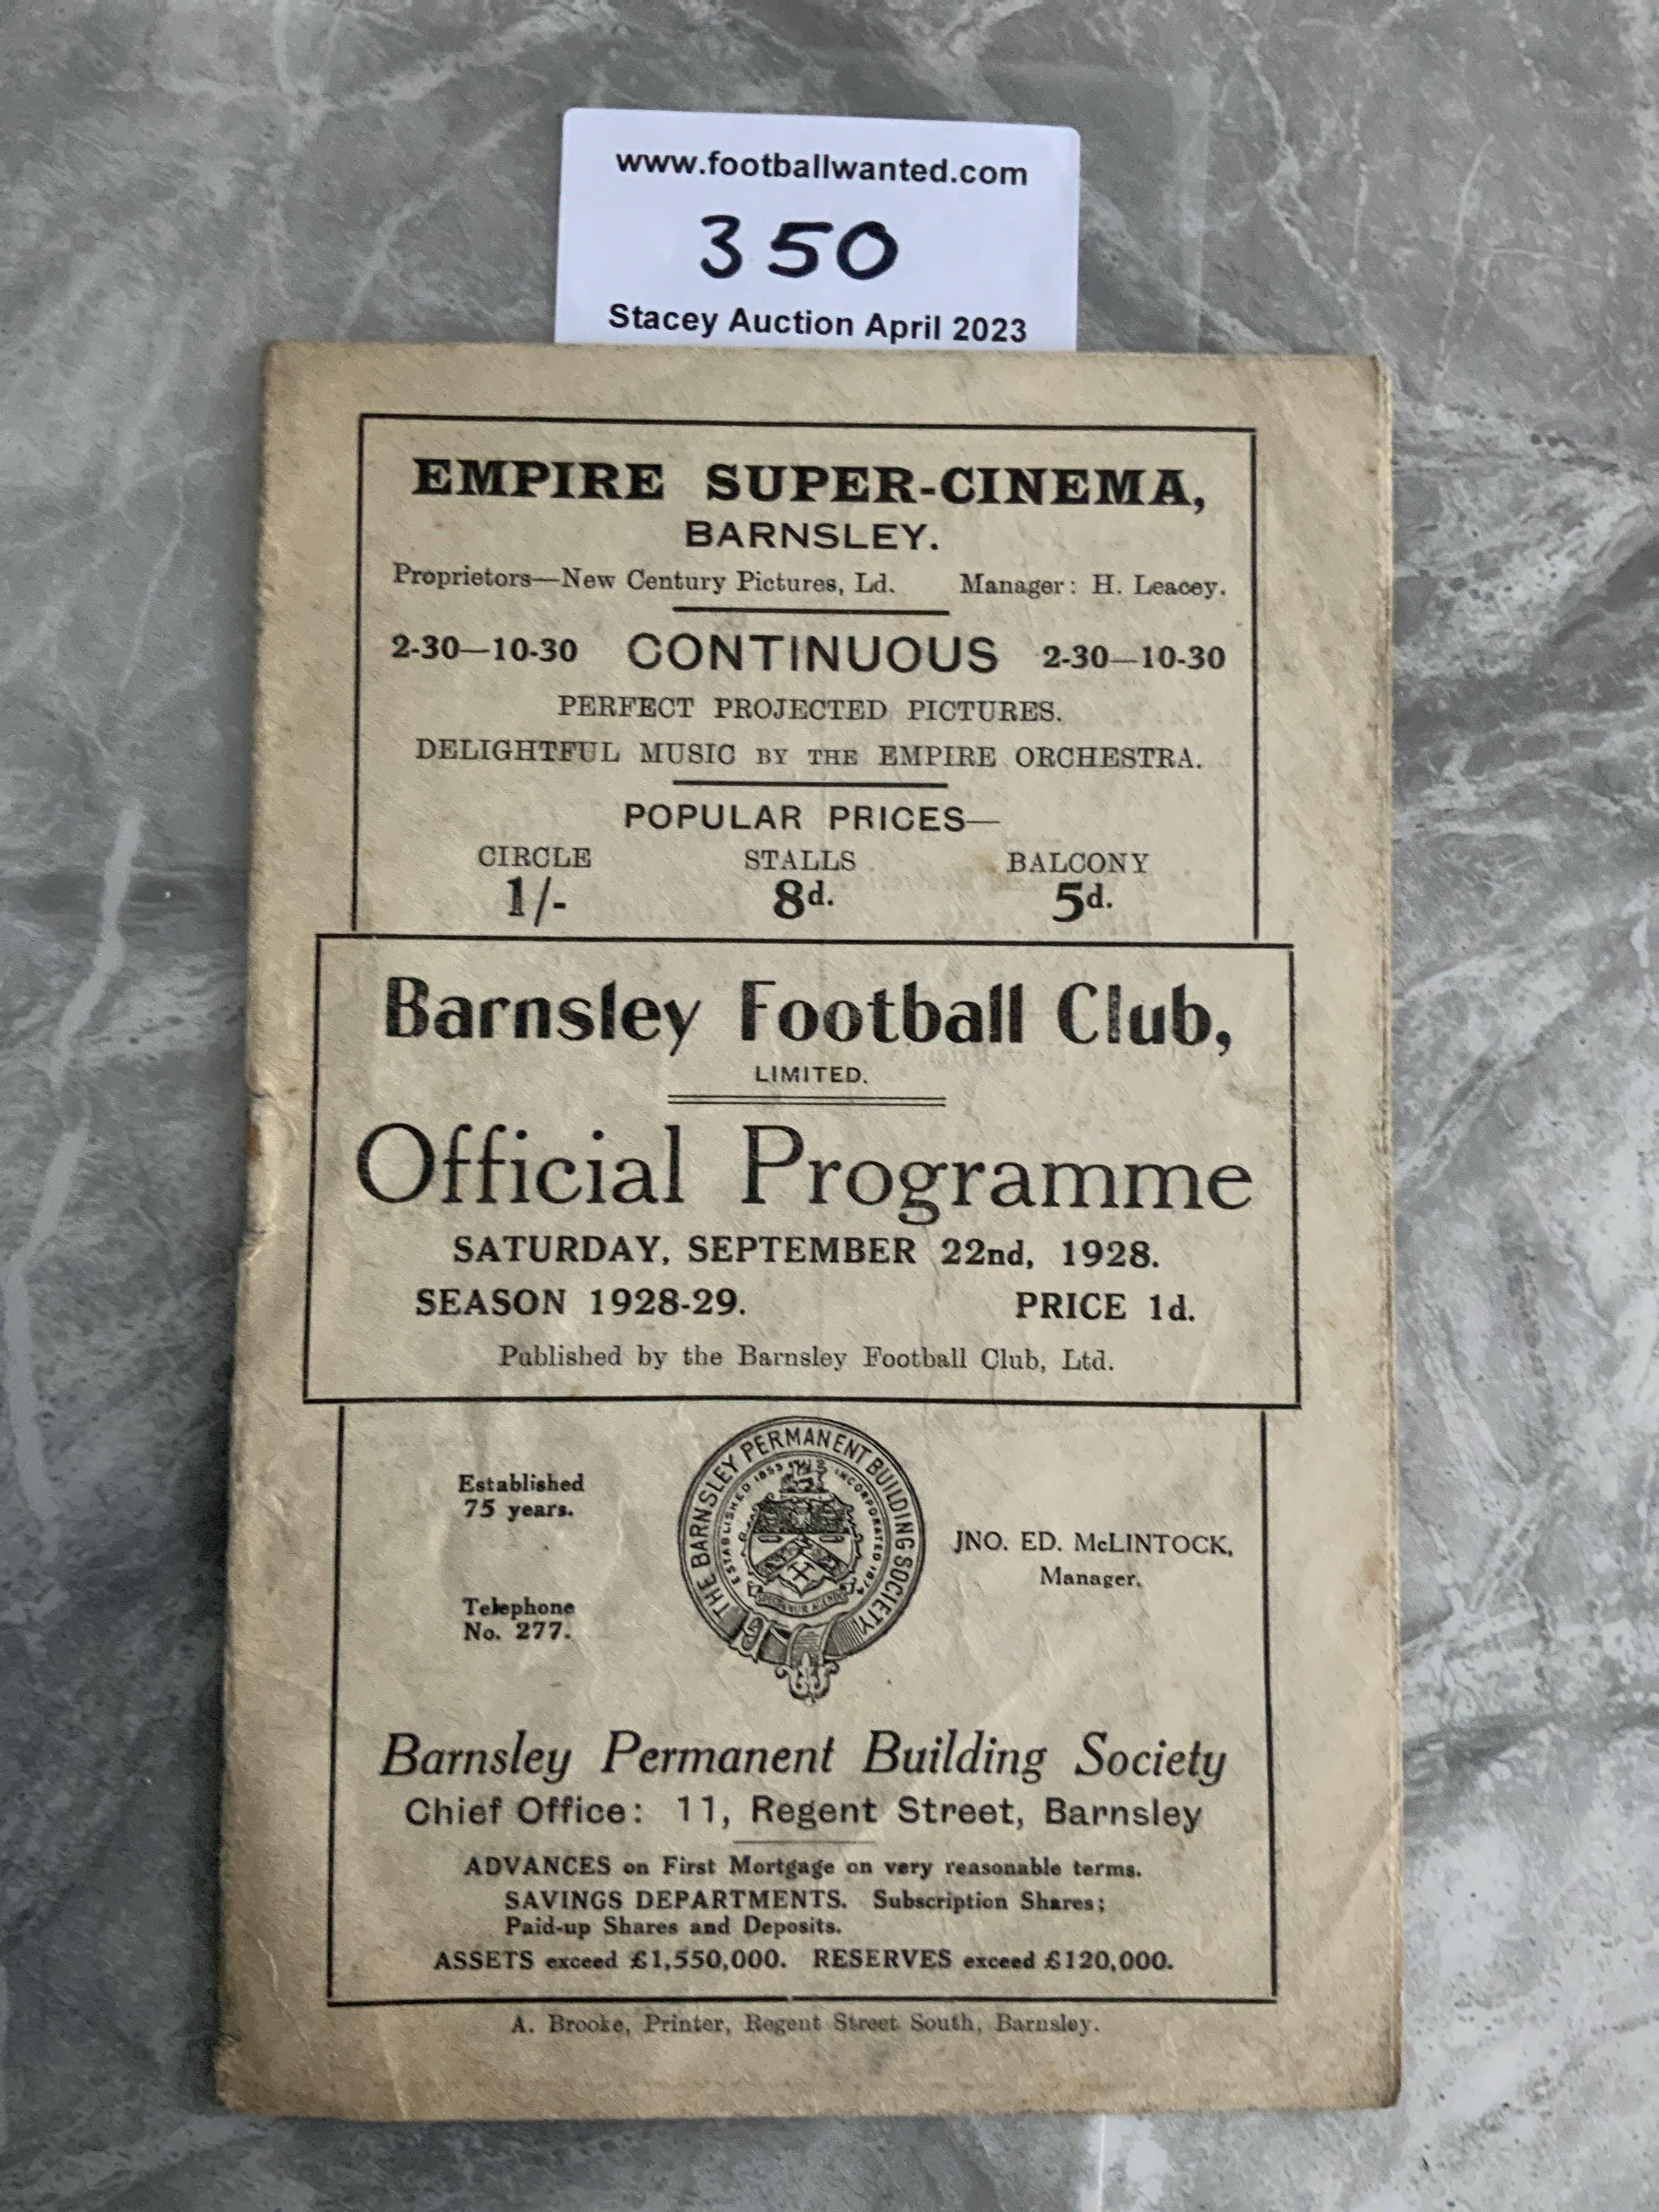 www.footballwanted.com
350
Stacey Auction April 2023
EMPIRE SUPER-CINEMA,
BARNSLEY.
Proprietors—New Century Pictures, Ld. Manager: H. Leacey.
2-30—10-30 CONTINUOUS 2-30—10-30
PERFECT PROJECTED PICTURES.
DELIGHTFUL MUSIC BY THE EMPIRE ORCHESTRA.
POPULAR PRICES—
CIRCLE STALLS BALCONY
1/- 8d. 5d.
Barnsley Football Club,
LIMITED.
Official Programme
SATURDAY, SEPTEMBER 22nd, 1928.
SEASON 1928-29. PRICE 1d.
Published by the Barnsley Football Club, Ltd.
Established
75 years.
Telephone
No. 277.
THE BARNSLEY PERMANENT BUILDING SOCIETY
ESTABLISHED 1853 INCORPORATED 1874
JNO. ED. McLINTOCK,
Manager.
Barnsley Permanent Building Society
Chief Office: 11, Regent Street, Barnsley
ADVANCES on First Mortgage on very reasonable terms.
SAVINGS DEPARTMENTS. Subscription Shares;
Paid-up Shares and Deposits.
ASSETS exceed £1,550,000. RESERVES exceed £120,000.
A. Brooke, Printer, Regent Street South, Barnsley.